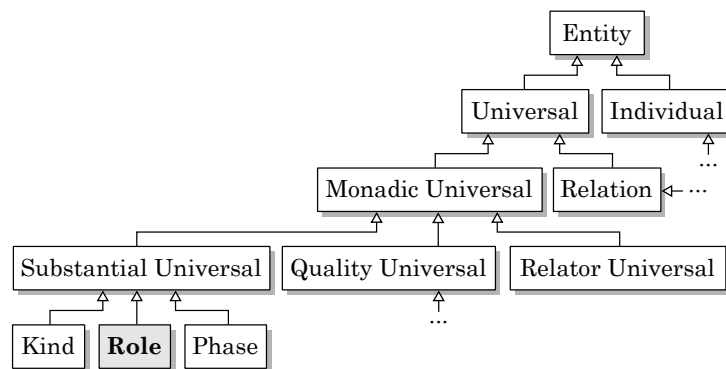 Entity
Universal
Individual
...
Monadic Universal
Relation
...
Substantial Universal
Quality Universal
Relator Universal
...
Kind
Role
Phase